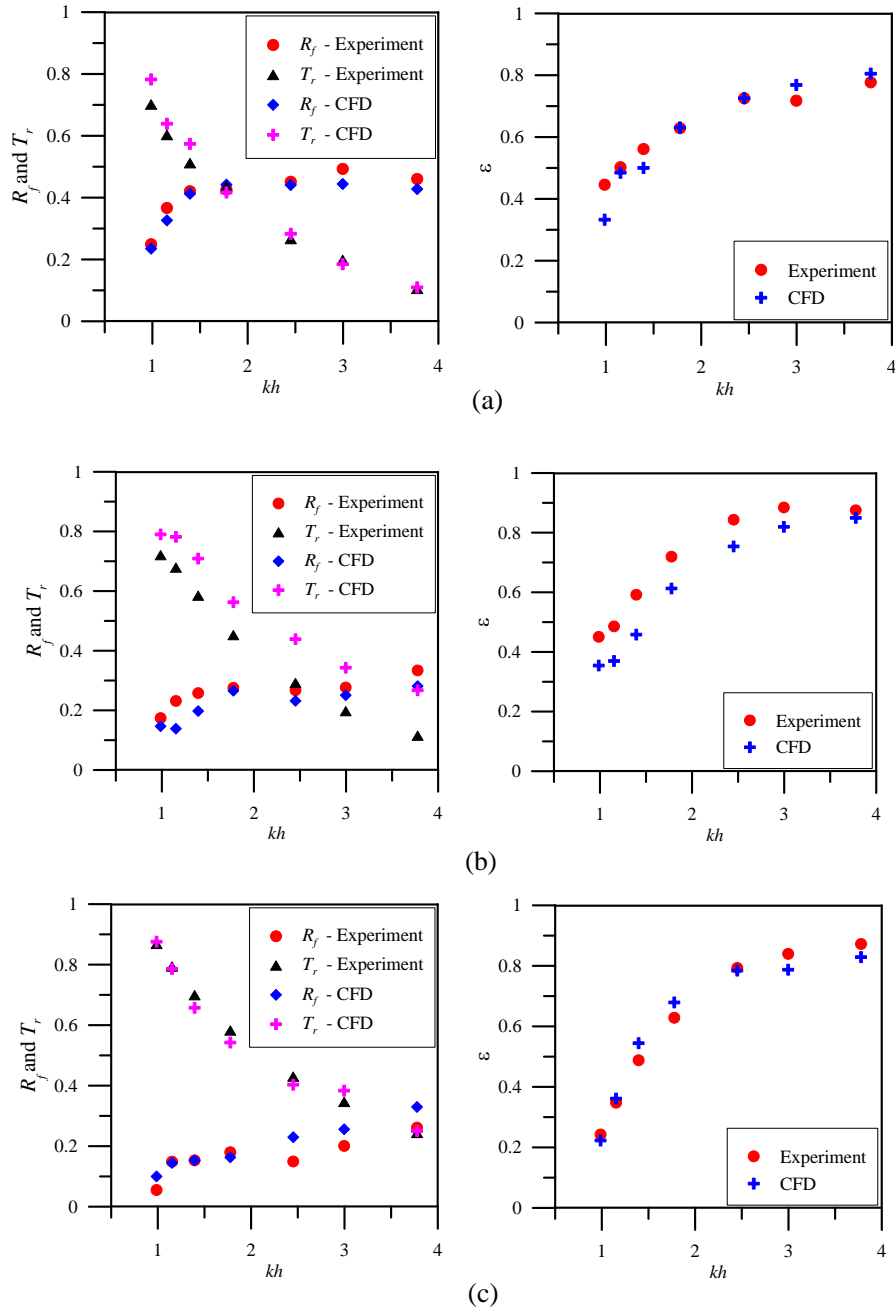 1
0.8
0.6
0.4
0.2
0
R_f and T_r
R_f - Experiment
T_r - Experiment
R_f - CFD
T_r - CFD
1 2 3 4
kh
1
0.8
0.6
0.4
0.2
0
ε
Experiment
CFD
1 2 3 4
kh
(a)
1
0.8
0.6
0.4
0.2
0
R_f and T_r
R_f - Experiment
T_r - Experiment
R_f - CFD
T_r - CFD
1 2 3 4
kh
1
0.8
0.6
0.4
0.2
0
ε
Experiment
CFD
1 2 3 4
kh
(b)
1
0.8
0.6
0.4
0.2
0
R_f and T_r
R_f - Experiment
T_r - Experiment
R_f - CFD
T_r - CFD
1 2 3 4
kh
1
0.8
0.6
0.4
0.2
0
ε
Experiment
CFD
1 2 3 4
kh
(c)